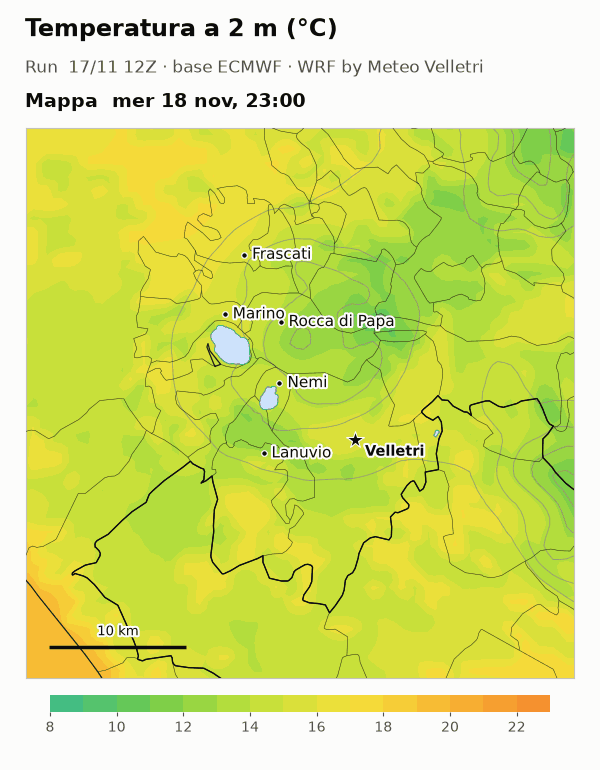 Temperatura a 2 m (°C)
Run  17/11 12Z · base ECMWF · WRF by Meteo Velletri
Mappa  mer 18 nov, 23:00
Frascati
Marino
Rocca di Papa
Nemi
Velletri
Lanuvio
10 km
8 10 12 14 16 18 20 22